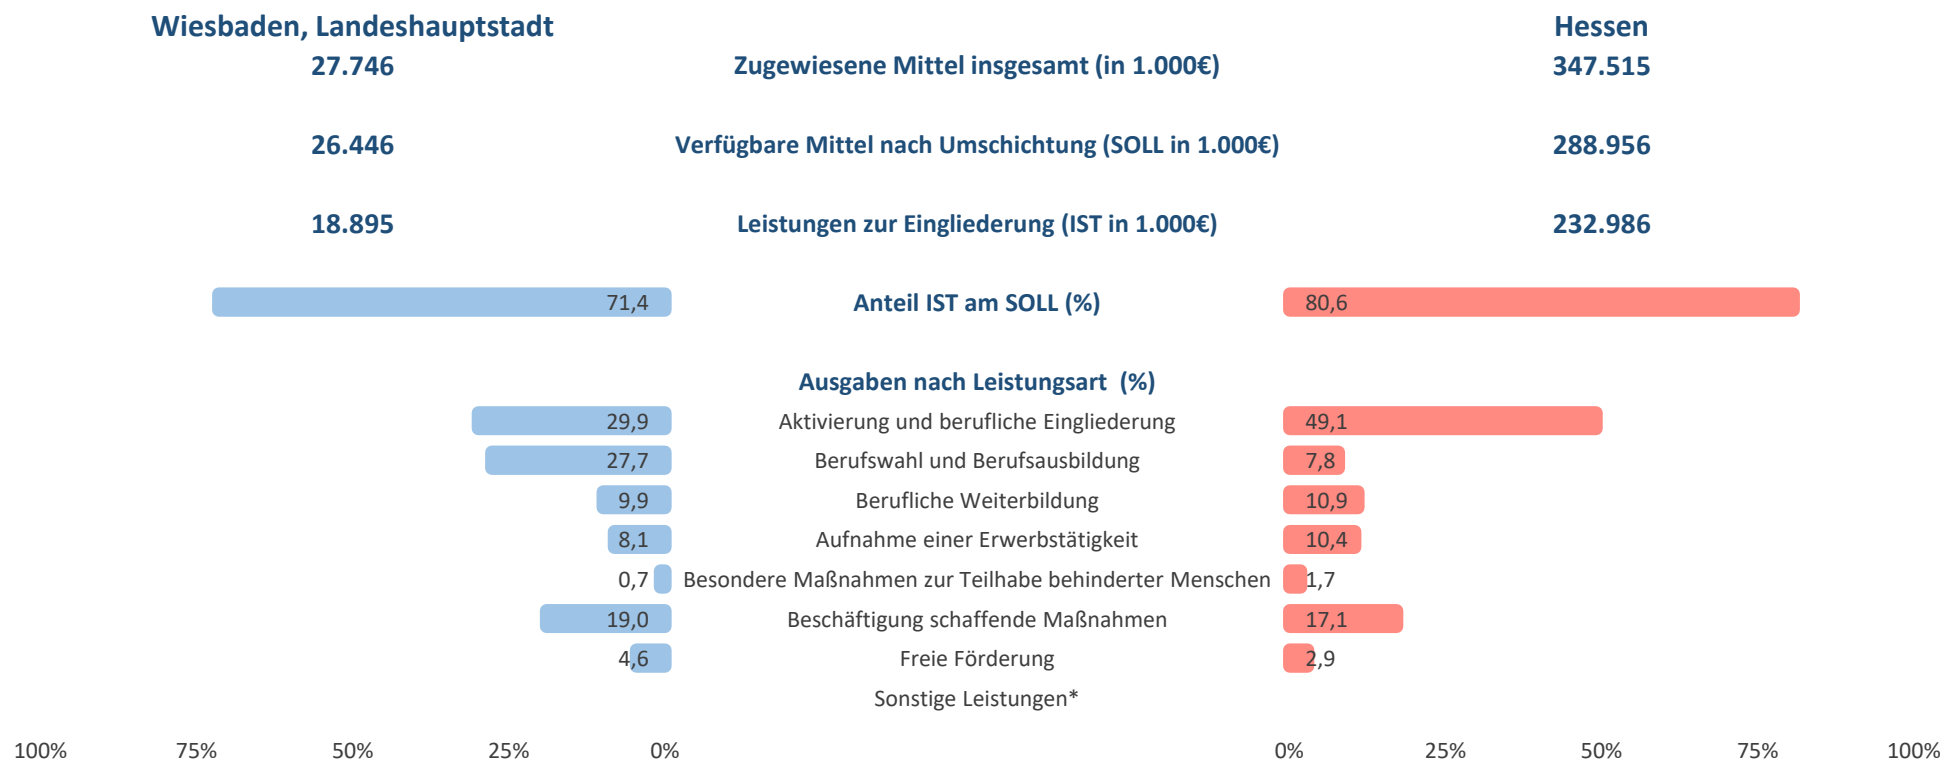 Wiesbaden, Landeshauptstadt Hessen
27.746 Zugewiesene Mittel insgesamt (in 1.000€) 347.515
26.446 Verfügbare Mittel nach Umschichtung (SOLL in 1.000€) 288.956
18.895 Leistungen zur Eingliederung (IST in 1.000€) 232.986
71,4 Anteil IST am SOLL (%) 80,6
Ausgaben nach Leistungsart (%)
29,9 Aktivierung und berufliche Eingliederung 49,1
27,7 Berufswahl und Berufsausbildung 7,8
9,9 Berufliche Weiterbildung 10,9
8,1 Aufnahme einer Erwerbstätigkeit 10,4
0,7 Besondere Maßnahmen zur Teilhabe behinderter Menschen 1,7
19,0 Beschäftigung schaffende Maßnahmen 17,1
4,6 Freie Förderung 2,9
Sonstige Leistungen*
100% 75% 50% 25% 0% 0% 25% 50% 75% 100%